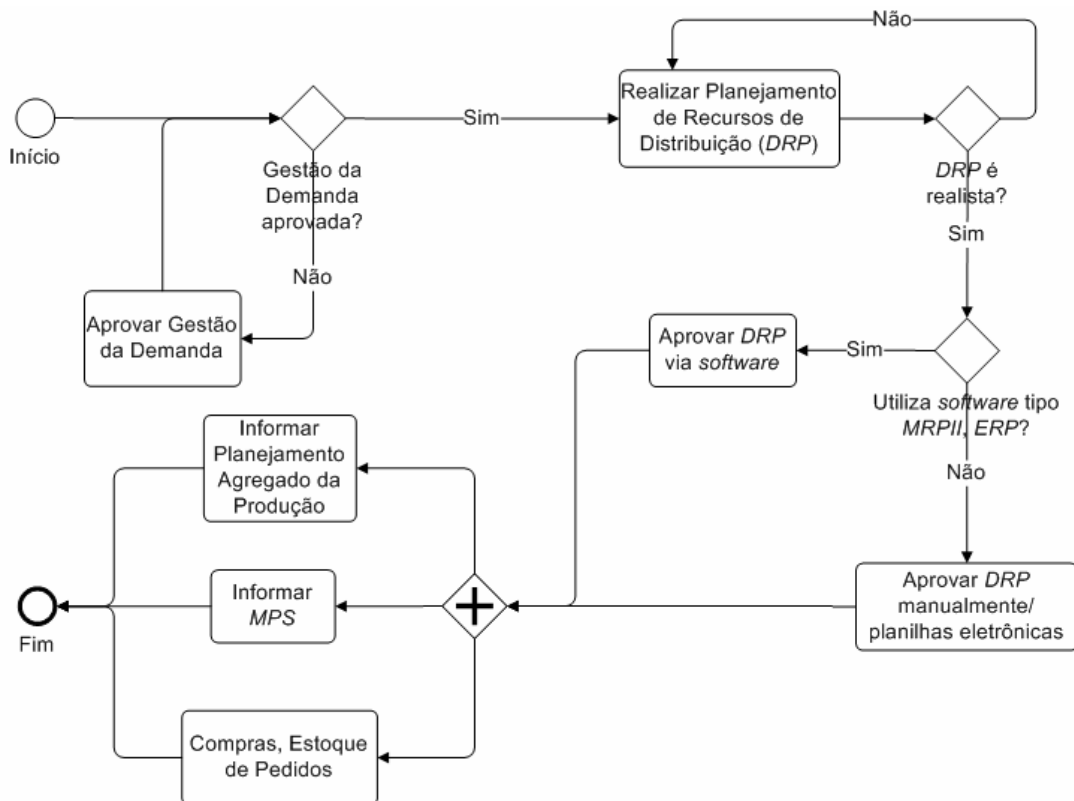 Não
Realizar Planejamento
de Recursos de
Distribuição (DRP)
Início
Sim
Gestão da
Demanda
aprovada?
DRP é
realista?
Não
Sim
Aprovar Gestão
da Demanda
Aprovar DRP
via software
Sim
Utiliza software tipo
MRPII, ERP?
Informar
Planejamento
Agregado da
Produção
Não
Informar
MPS
Aprovar DRP
manualmente/
planilhas eletrônicas
Fim
Compras, Estoque
de Pedidos